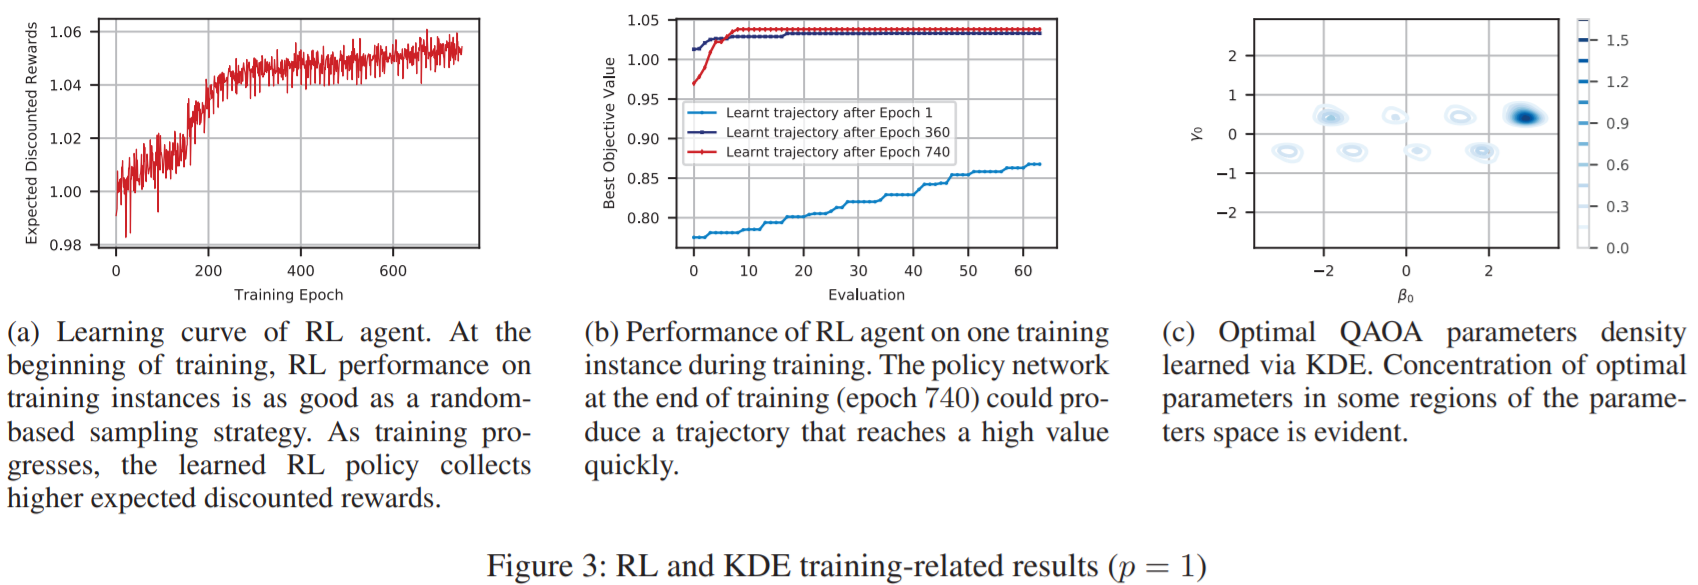 Expected Discounted Rewards
1.06
1.04
1.02
1.00
0.98
0
200
400
600
Training Epoch
(a) Learning curve of RL agent. At the
beginning of training, RL performance on
training instances is as good as a random-
based sampling strategy. As training pro-
gresses, the learned RL policy collects
higher expected discounted rewards.
Best Objective Value
1.05
1.00
0.95
0.90
0.85
0.80
Learnt trajectory after Epoch 1
Learnt trajectory after Epoch 360
Learnt trajectory after Epoch 740
0
10
20
30
40
50
60
Evaluation
(b) Performance of RL agent on one training
instance during training. The policy network
at the end of training (epoch 740) could pro-
duce a trajectory that reaches a high value
quickly.
γ₀
2
1
0
−1
−2
−2
0
2
β₀
1.5
1.2
0.9
0.6
0.3
0.0
(c) Optimal QAOA parameters density
learned via KDE. Concentration of optimal
parameters in some regions of the parame-
ters space is evident.
Figure 3: RL and KDE training-related results (p = 1)